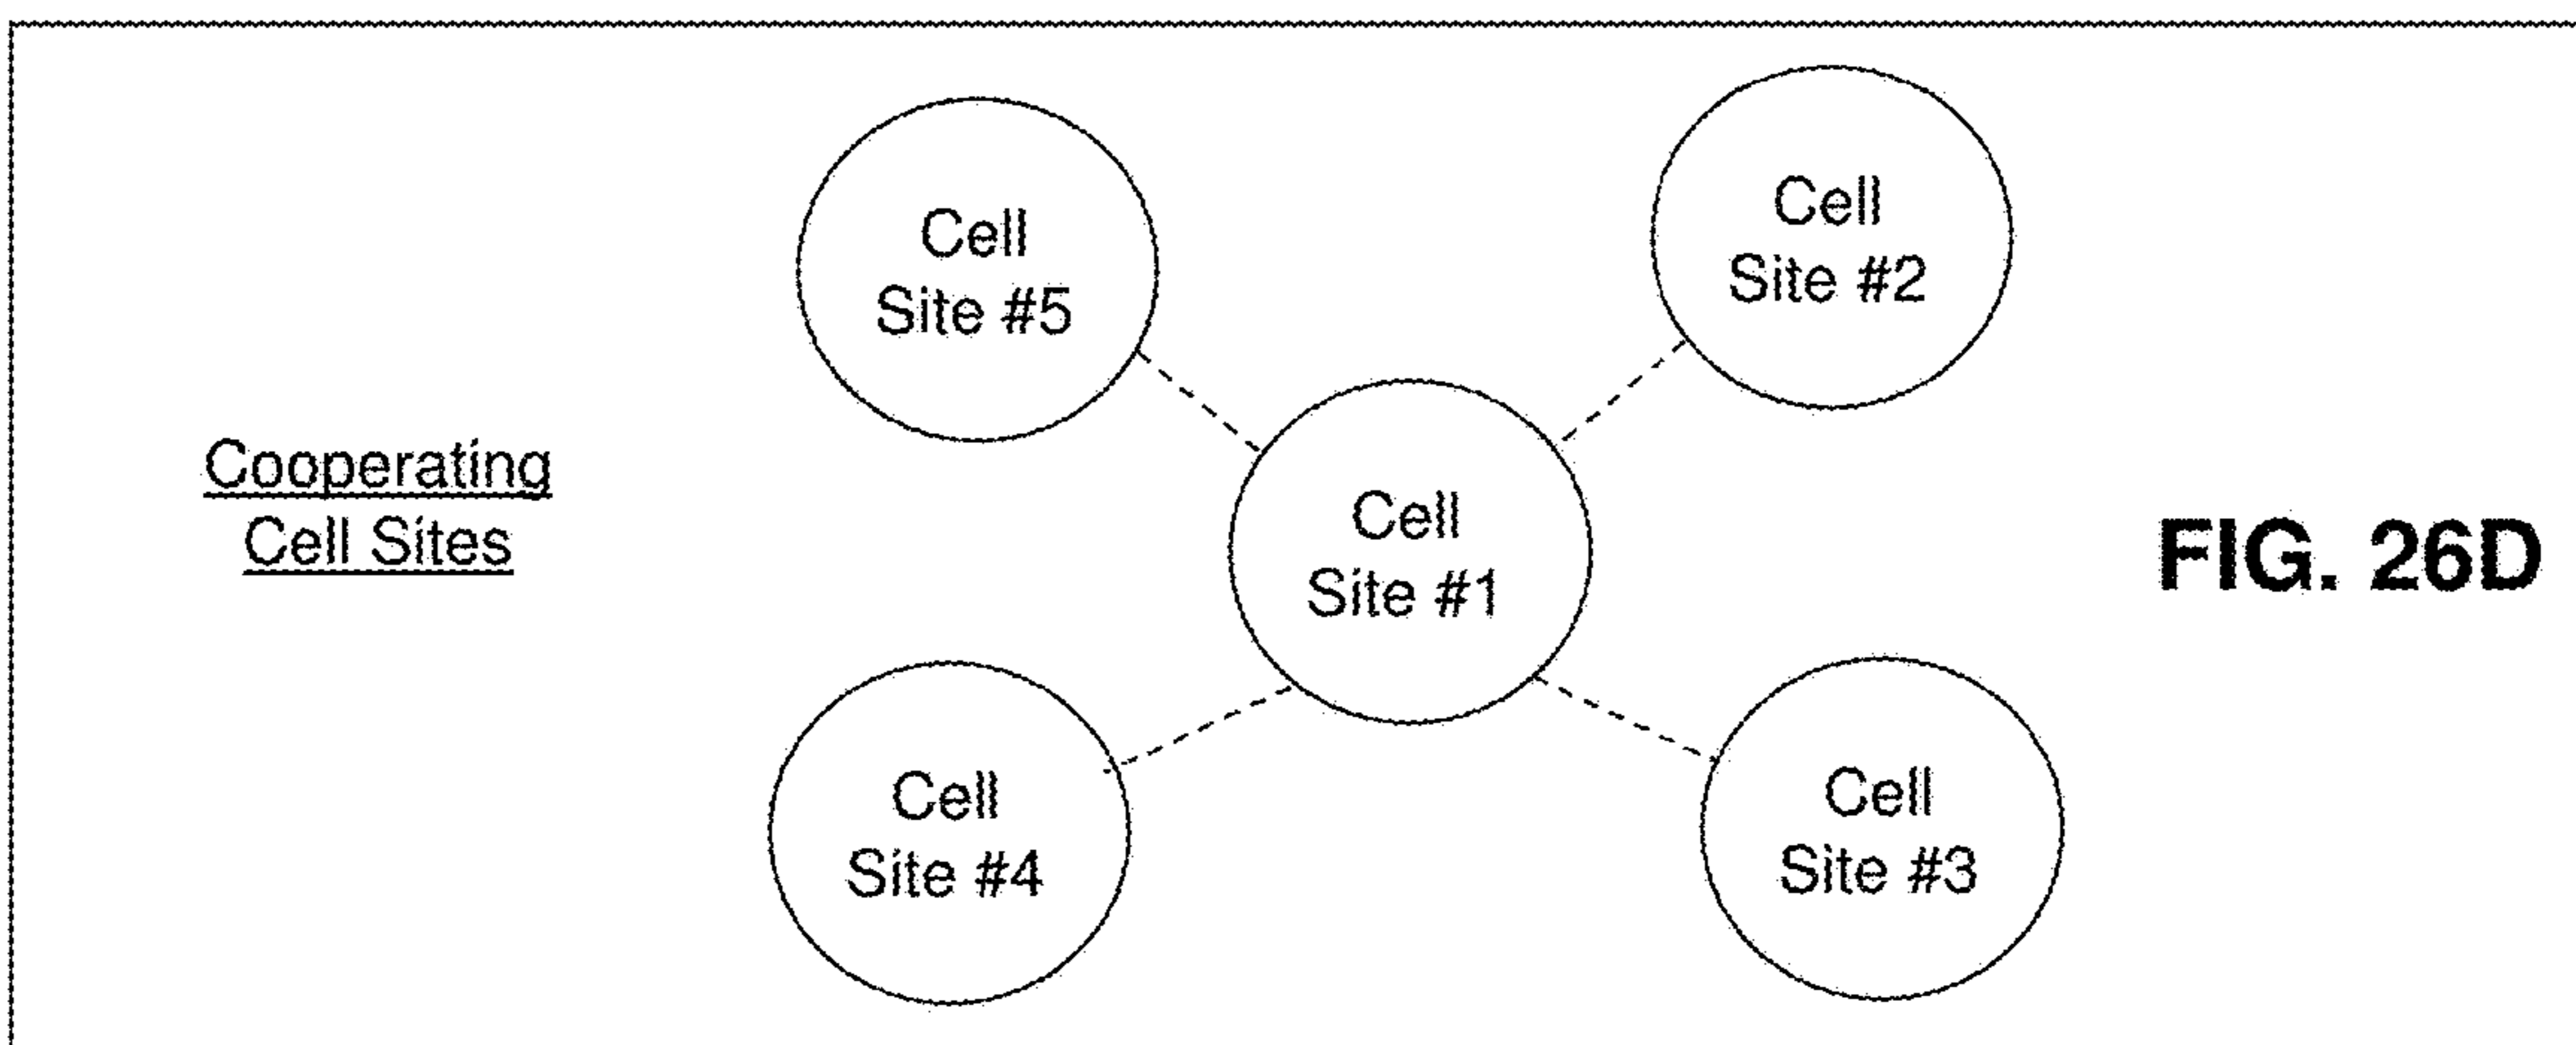 Cell
Site #5
Cell
Site #2
Cooperating
Cell Sites
Cell
Site #1
FIG. 26D
Cell
Site #4
Cell
Site #3